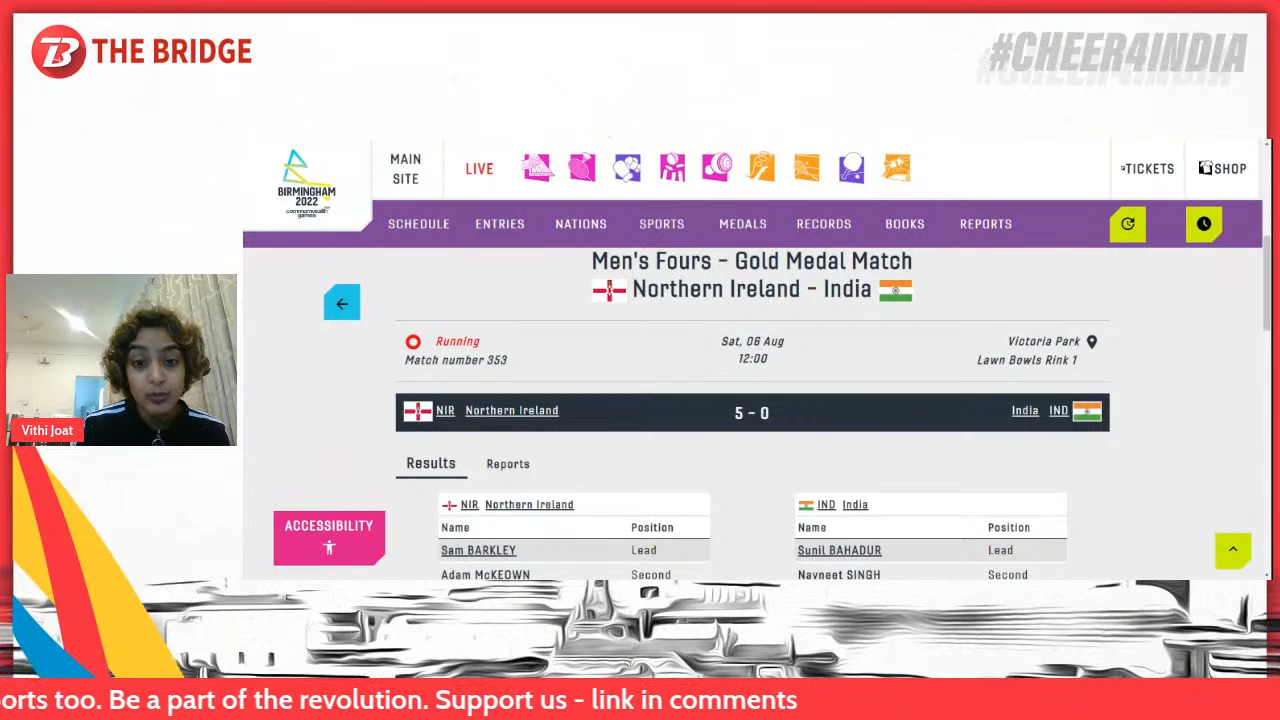 THE BRIDGE
#CHEER4INDIA
BIRMINGHAM
2022
commonwealth
games
MAIN
SITE
LIVE
TICKETS
SHOP
SCHEDULE ENTRIES NATIONS SPORTS MEDALS RECORDS BOOKS REPORTS
Men's Fours - Gold Medal Match
Northern Ireland - India
Running
Match number 353
Sat, 06 Aug
12:00
Victoria Park
Lawn Bowls Rink 1
NIR Northern Ireland 5 - 0 India IND
Results Reports
NIR Northern Ireland
Name Position
Sam BARKLEY Lead
Adam McKEOWN Second
IND India
Name Position
Sunil BAHADUR Lead
Navneet SINGH Second
ACCESSIBILITY
Vithi Joat
ports too. Be a part of the revolution. Support us - link in comments